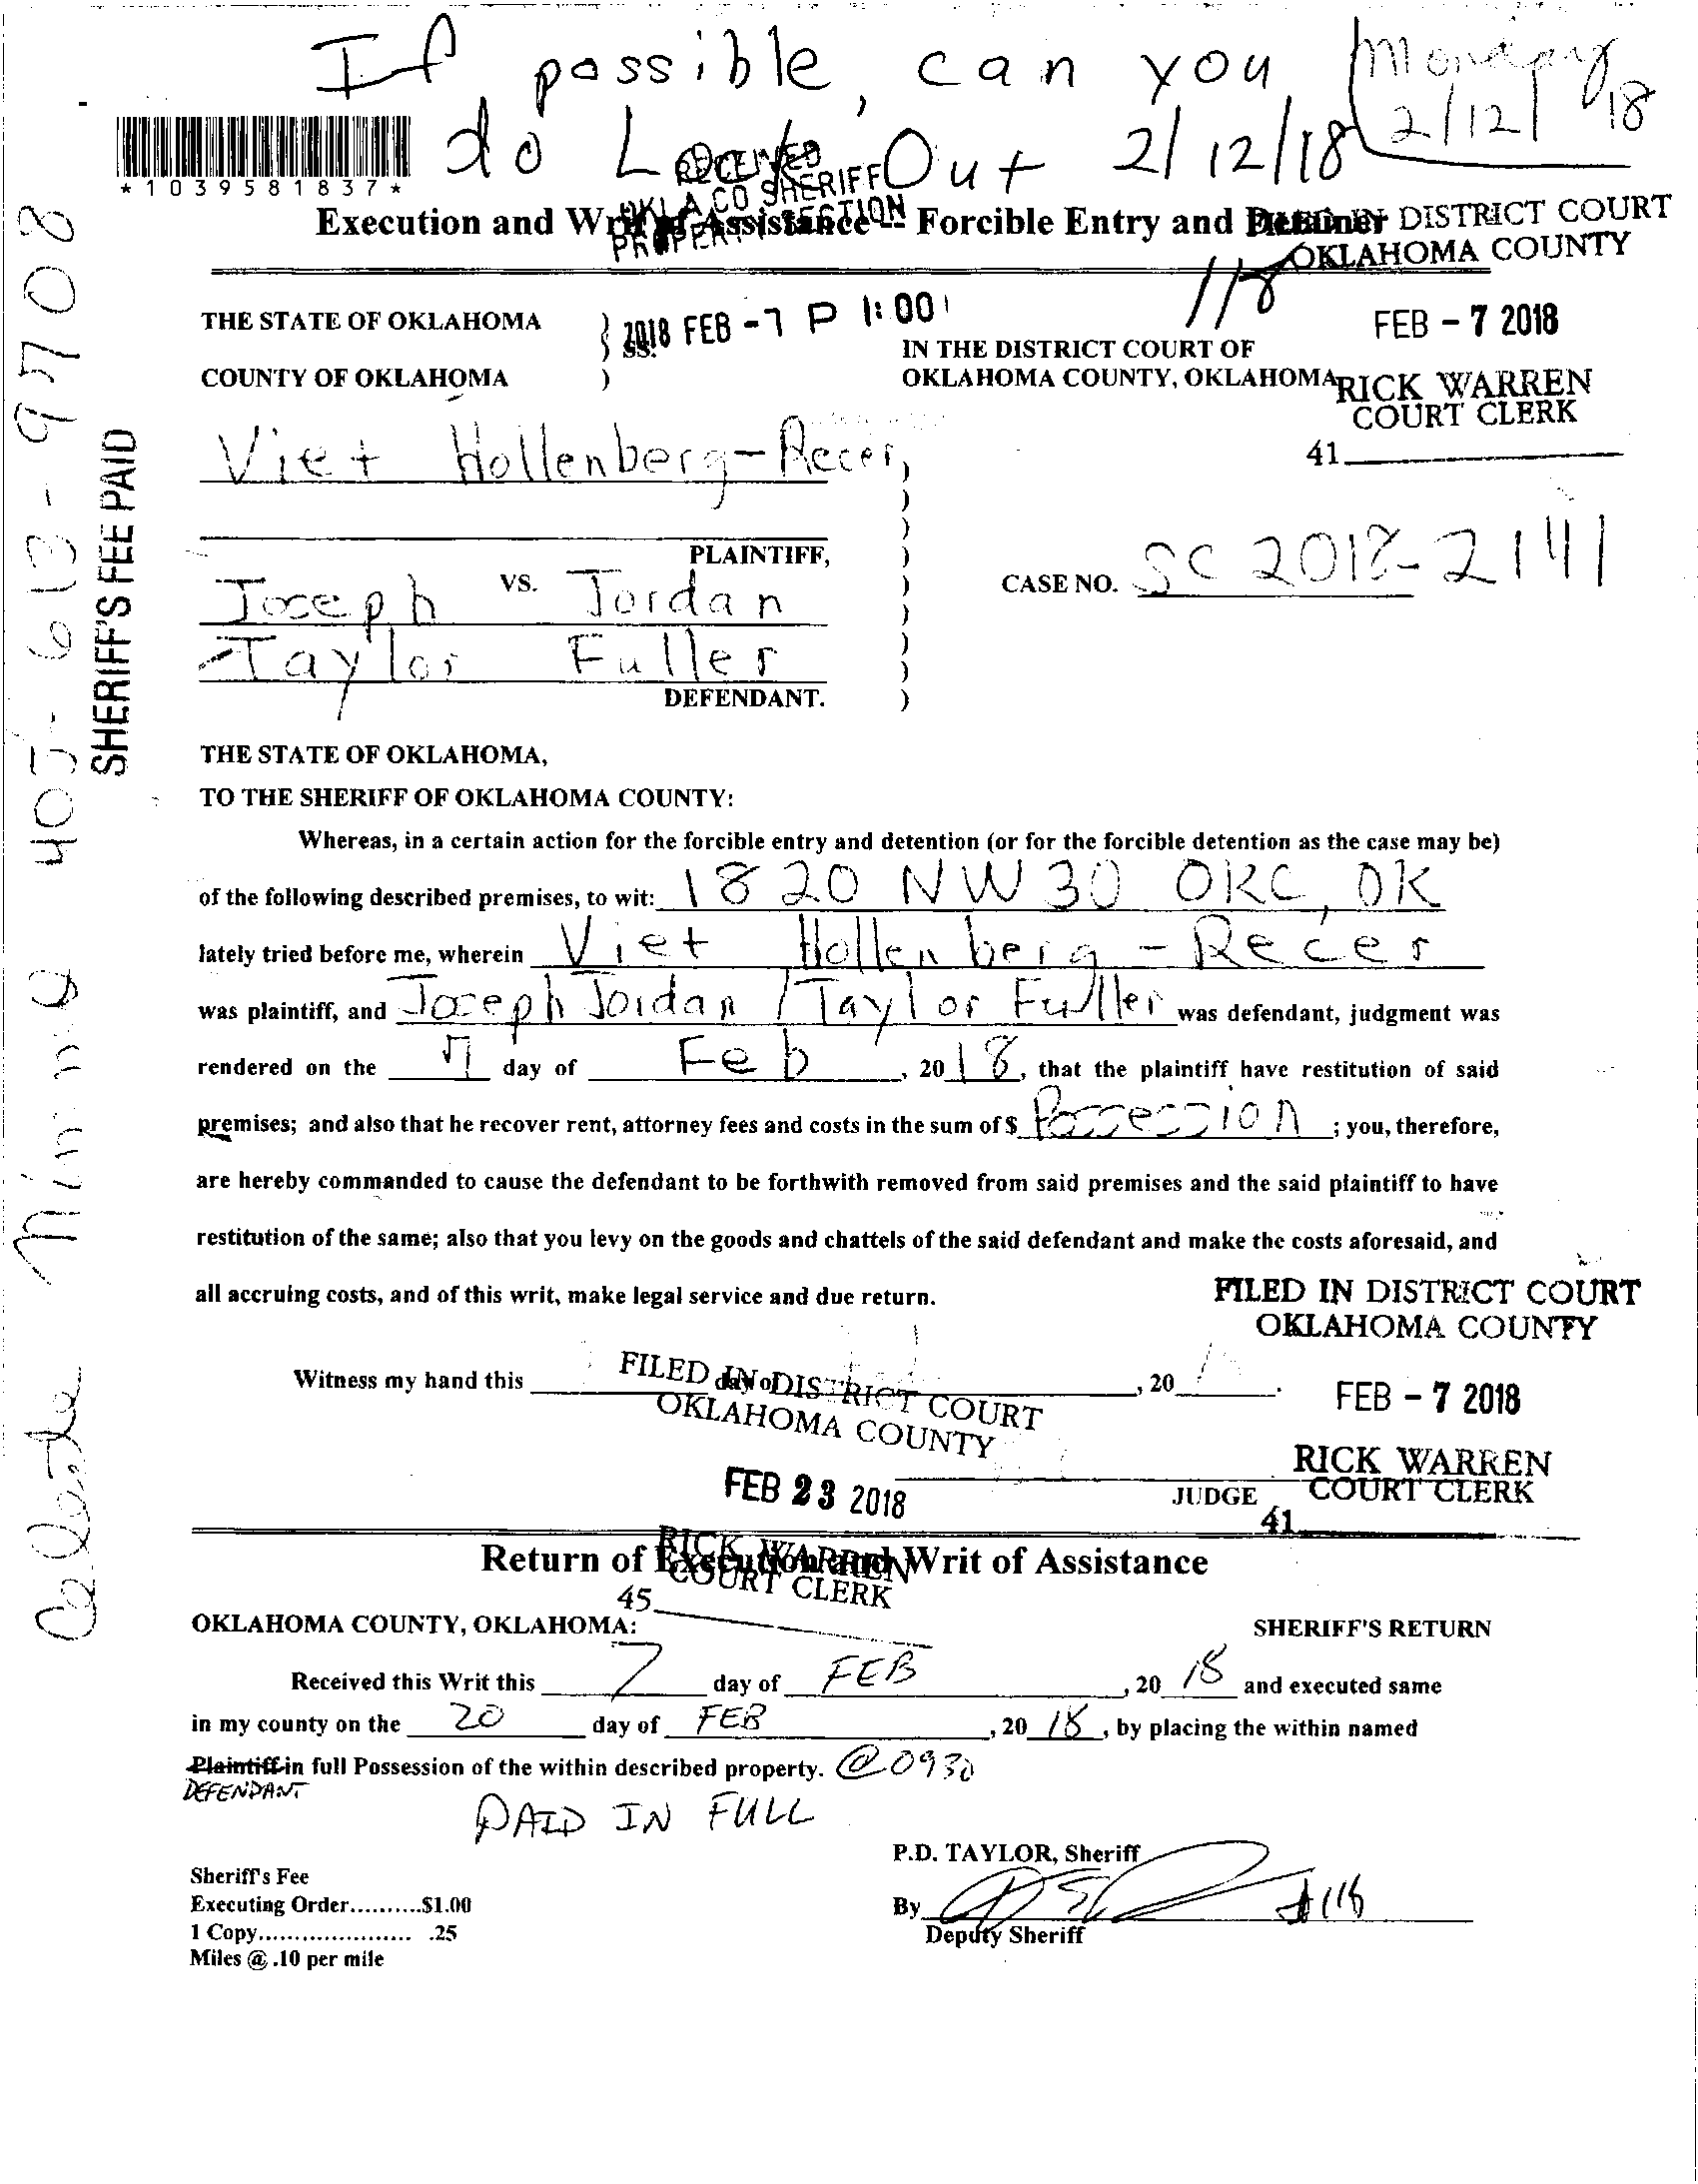 If possible, can you
do Lock Out 2/12/18
Monday
2/12/18
*1039581837*
RECEIVED
OKLA CO SHERIFF
PROPERTY SECTION
Execution and Writ of Assistance -- Forcible Entry and Detainer
FILED IN DISTRICT COURT
OKLAHOMA COUNTY
118
THE STATE OF OKLAHOMA )
2018 FEB -7 P 1:00
SS.
FEB - 7 2018
IN THE DISTRICT COURT OF
COUNTY OF OKLAHOMA )
OKLAHOMA COUNTY, OKLAHOMA
RICK WARREN
COURT CLERK
41
Viet Hollenberg-Recer,
PLAINTIFF,
VS.
CASE NO. SC 2018-2141
Joseph Jordan
Taylor Fuller
DEFENDANT.
THE STATE OF OKLAHOMA,
TO THE SHERIFF OF OKLAHOMA COUNTY:
Whereas, in a certain action for the forcible entry and detention (or for the forcible detention as the case may be)
of the following described premises, to wit: 1820 NW 30 OKC, OK
lately tried before me, wherein Viet Hollenberg-Recer
was plaintiff, and Joseph Jordan / Taylor Fuller was defendant, judgment was
rendered on the 7 day of Feb, 2018, that the plaintiff have restitution of said
premises; and also that he recover rent, attorney fees and costs in the sum of $ Possession ; you, therefore,
are hereby commanded to cause the defendant to be forthwith removed from said premises and the said plaintiff to have
restitution of the same; also that you levy on the goods and chattels of the said defendant and make the costs aforesaid, and
all accruing costs, and of this writ, make legal service and due return.
FILED IN DISTRICT COURT
OKLAHOMA COUNTY
Witness my hand this day of , 20
FEB - 7 2018
FILED IN DISTRICT COURT
OKLAHOMA COUNTY
RICK WARREN
COURT CLERK
41
FEB 23 2018
JUDGE
RICK WARREN
COURT CLERK
45
Return of Execution and Writ of Assistance
OKLAHOMA COUNTY, OKLAHOMA:
SHERIFF'S RETURN
Received this Writ this 7 day of FEB, 20 18 and executed same
in my county on the 20 day of FEB, 20 18, by placing the within named
Plaintiff in full Possession of the within described property. @ 0930
DEFENDANT
PAID IN FULL
P.D. TAYLOR, Sheriff
Sheriff's Fee
Executing Order..........$1.00
By #118
1 Copy..................... .25
Deputy Sheriff
Miles @ .10 per mile
SHERIFF'S FEE PAID
405-613-9708